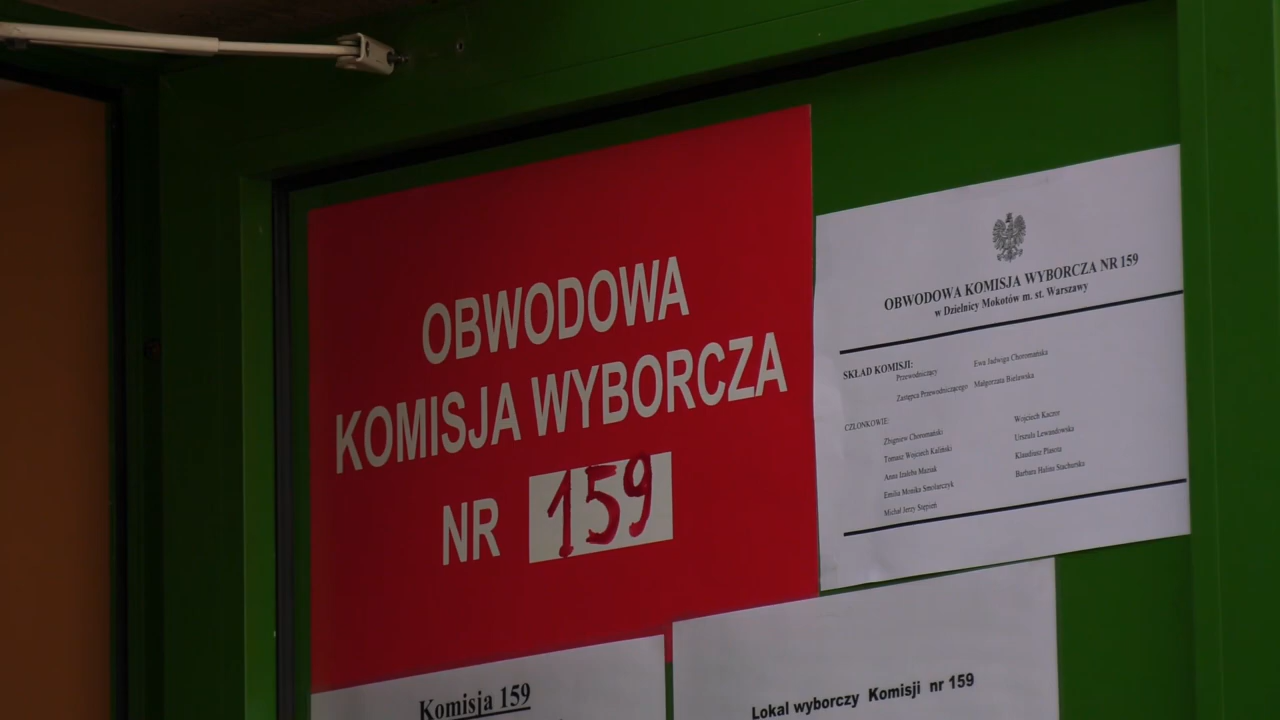 OBWODOWA
KOMISJA WYBORCZA
NR 159
OBWODOWA KOMISJA WYBORCZA NR 159
w Dzielnicy Mokotów m. st. Warszawy
SKŁAD KOMISJI:
Przewodniczący Ewa Jadwiga Choromańska
Zastępca Przewodniczącego Małgorzata Bielawska
CZŁONKOWIE:
Zbigniew Choromański Wojciech Kaczor
Tomasz Wojciech Kaliński Urszula Lewandowska
Anna Izabela Maziak Klaudiusz Płasota
Emilia Monika Smolarczyk Barbara Halina Stachurska
Michał Jerzy Stępień
Komisja 159
Lokal wyborczy Komisji nr 159